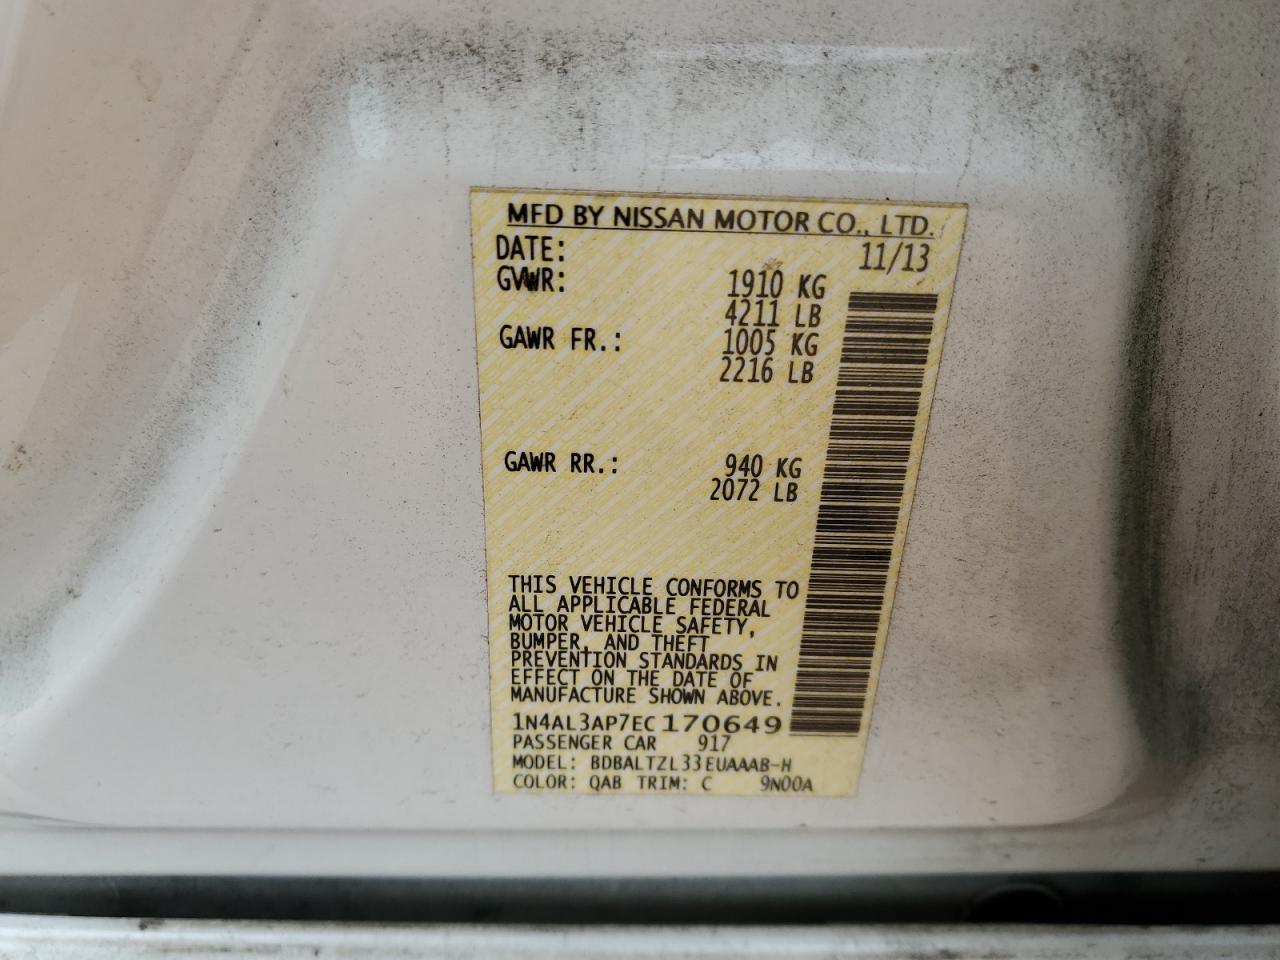 MFD BY NISSAN MOTOR CO., LTD.
DATE: 11/13
GVWR: 1910 KG
4211 LB
GAWR FR.: 1005 KG
2216 LB
GAWR RR.: 940 KG
2072 LB
THIS VEHICLE CONFORMS TO
ALL APPLICABLE FEDERAL
MOTOR VEHICLE SAFETY,
BUMPER, AND THEFT
PREVENTION STANDARDS IN
EFFECT ON THE DATE OF
MANUFACTURE SHOWN ABOVE.
1N4AL3AP7EC170649
PASSENGER CAR 917
MODEL: BDBALTZL33EUAAAB-H
COLOR: QAB TRIM: C 9N00A